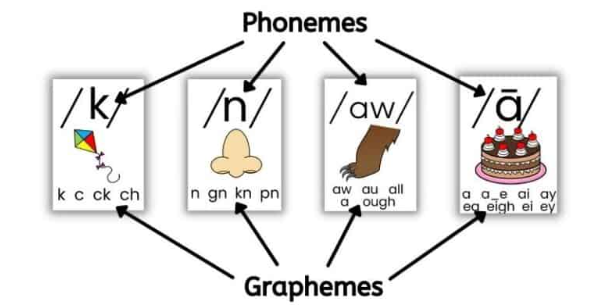 Phonemes
/k/
k c ck ch
/n/
n gn kn pn
/aw/
aw au all
a ough
/ā/
a a_e ai ay
ea eigh ei ey
Graphemes